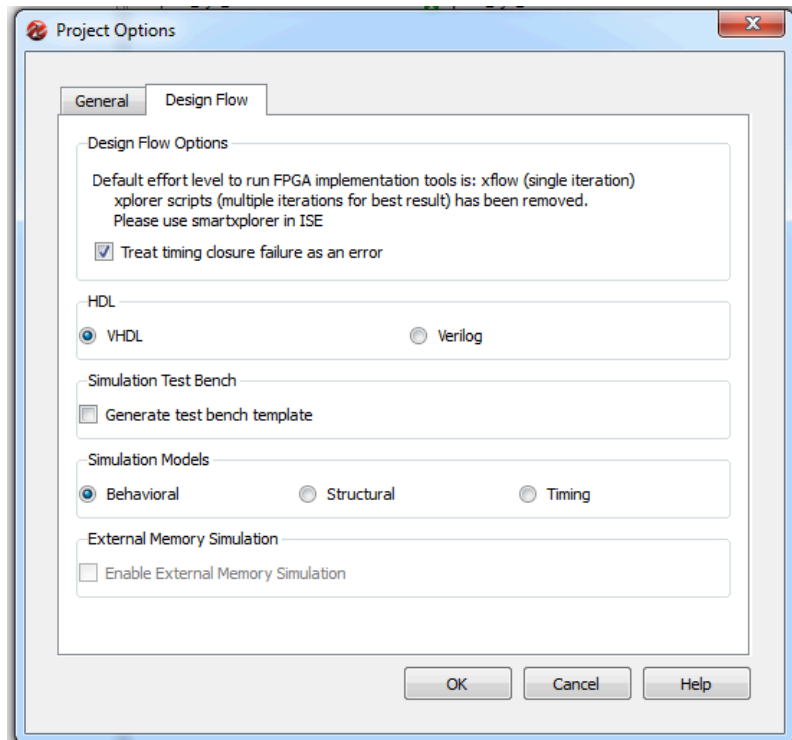 Project Options
General
Design Flow
Design Flow Options
Default effort level to run FPGA implementation tools is: xflow (single iteration)
xplorer scripts (multiple iterations for best result) has been removed.
Please use smartxplorer in ISE
Treat timing closure failure as an error
HDL
VHDL
Verilog
Simulation Test Bench
Generate test bench template
Simulation Models
Behavioral
Structural
Timing
External Memory Simulation
Enable External Memory Simulation
OK
Cancel
Help